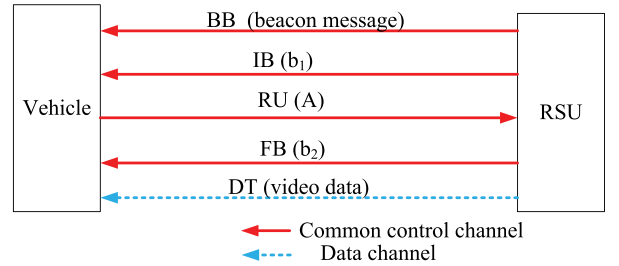 BB (beacon message)
IB (b₁)
RU (A)
Vehicle
RSU
FB (b₂)
DT (video data)
Common control channel
Data channel